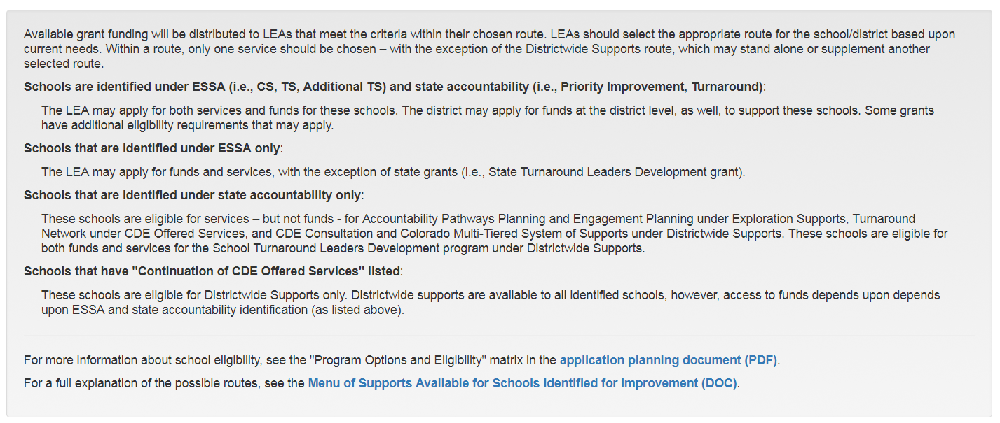 Available grant funding will be distributed to LEAs that meet the criteria within their chosen route. LEAs should select the appropriate route for the school/district based upon
current needs. Within a route, only one service should be chosen – with the exception of the Districtwide Supports route, which may stand alone or supplement another
selected route.
Schools are identified under ESSA (i.e., CS, TS, Additional TS) and state accountability (i.e., Priority Improvement, Turnaround):
The LEA may apply for both services and funds for these schools. The district may apply for funds at the district level, as well, to support these schools. Some grants
have additional eligibility requirements that may apply.
Schools that are identified under ESSA only:
The LEA may apply for funds and services, with the exception of state grants (i.e., State Turnaround Leaders Development grant).
Schools that are identified under state accountability only:
These schools are eligible for services – but not funds - for Accountability Pathways Planning and Engagement Planning under Exploration Supports, Turnaround
Network under CDE Offered Services, and CDE Consultation and Colorado Multi-Tiered System of Supports under Districtwide Supports. These schools are eligible for
both funds and services for the School Turnaround Leaders Development program under Districtwide Supports.
Schools that have "Continuation of CDE Offered Services" listed:
These schools are eligible for Districtwide Supports only. Districtwide supports are available to all identified schools, however, access to funds depends upon depends
upon ESSA and state accountability identification (as listed above).
For more information about school eligibility, see the "Program Options and Eligibility" matrix in the application planning document (PDF).
For a full explanation of the possible routes, see the Menu of Supports Available for Schools Identified for Improvement (DOC).